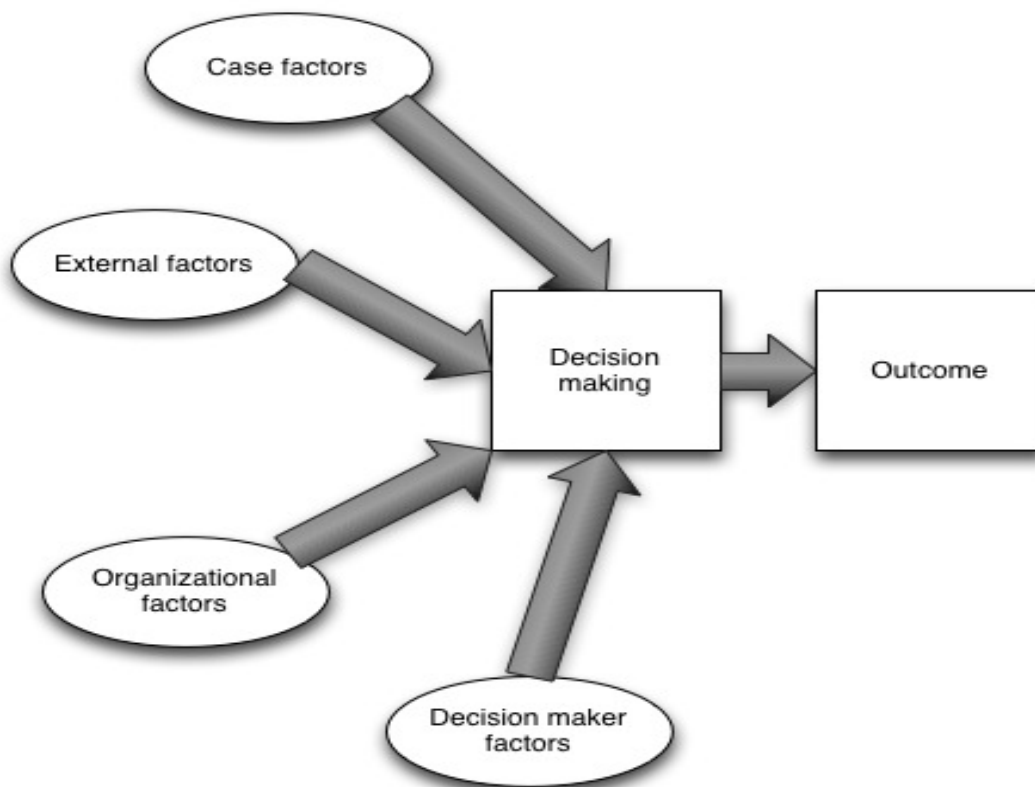 Case factors
External factors
Decision
making
Outcome
Organizational
factors
Decision maker
factors